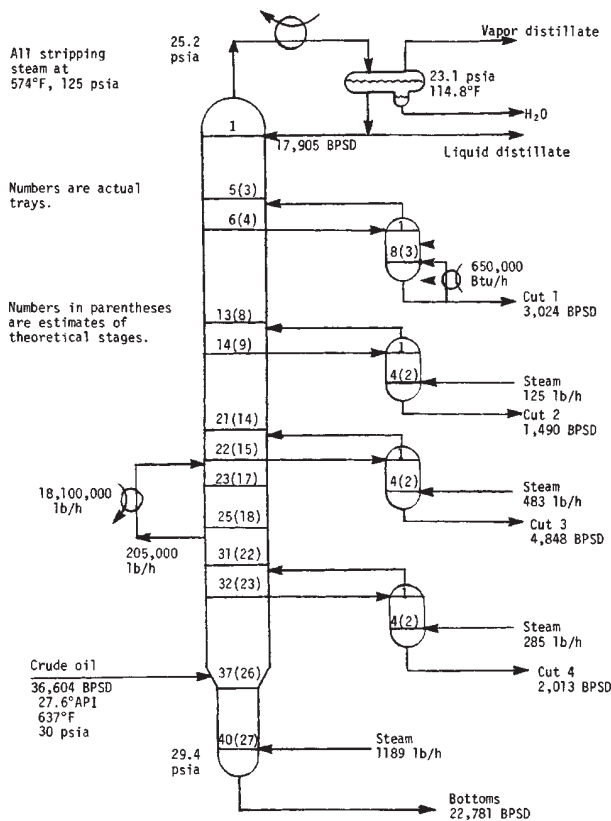 All stripping
steam at
574°F, 125 psia
25.2
psia
Vapor distillate
23.1 psia
114.8°F
H2O
Liquid distillate
17,905 BPSD
1
Numbers are actual
trays.
5(3)
6(4)
1
8(3)
650,000
Btu/h
Cut 1
3,024 BPSD
Numbers in parentheses
are estimates of
theoretical stages.
13(8)
14(9)
1
4(2)
Steam
125 lb/h
Cut 2
1,490 BPSD
21(14)
22(15)
23(17)
1
4(2)
Steam
483 lb/h
Cut 3
4,848 BPSD
18,100,000
lb/h
25(18)
205,000
lb/h
31(22)
32(23)
1
4(2)
Steam
285 lb/h
Cut 4
2,013 BPSD
Crude oil
36,604 BPSD
27.6°API
637°F
30 psia
37(26)
40(27)
Steam
1189 lb/h
29.4
psia
Bottoms
22,781 BPSD